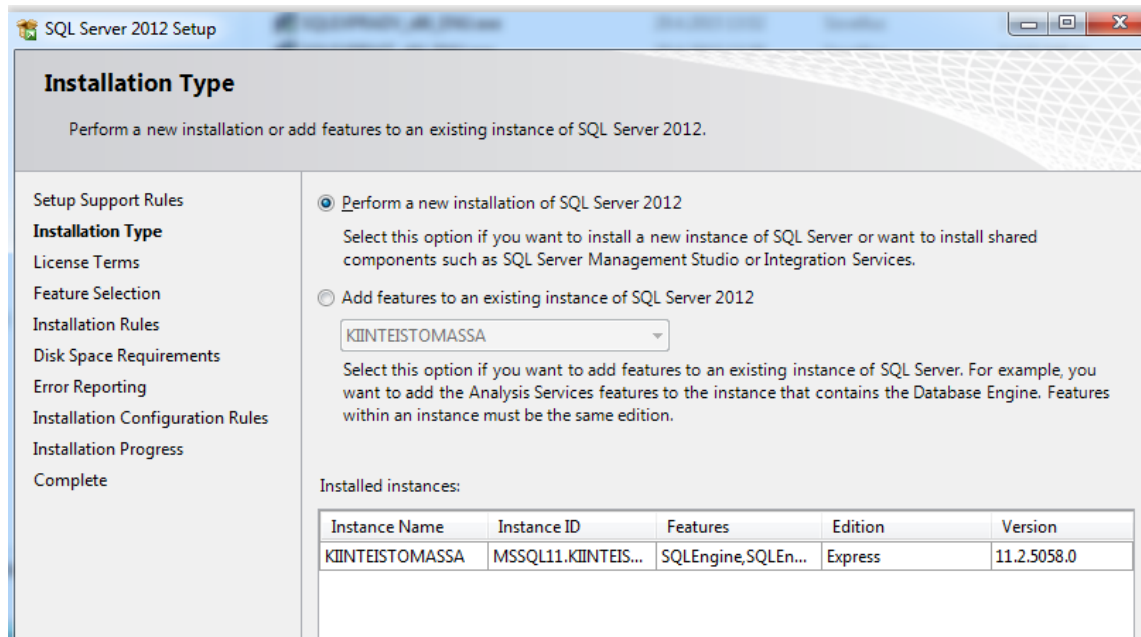 SQL Server 2012 Setup
Installation Type
Perform a new installation or add features to an existing instance of SQL Server 2012.
Setup Support Rules
Installation Type
License Terms
Feature Selection
Installation Rules
Disk Space Requirements
Error Reporting
Installation Configuration Rules
Installation Progress
Complete
Perform a new installation of SQL Server 2012
Select this option if you want to install a new instance of SQL Server or want to install shared
components such as SQL Server Management Studio or Integration Services.
Add features to an existing instance of SQL Server 2012
KIINTEISTOMASSA
Select this option if you want to add features to an existing instance of SQL Server. For example, you
want to add the Analysis Services features to the instance that contains the Database Engine. Features
within an instance must be the same edition.
Installed instances:
Instance Name Instance ID Features Edition Version
KIINTEISTOMASSA MSSQL11.KIINTEIS... SQLEngine,SQLEn... Express 11.2.5058.0